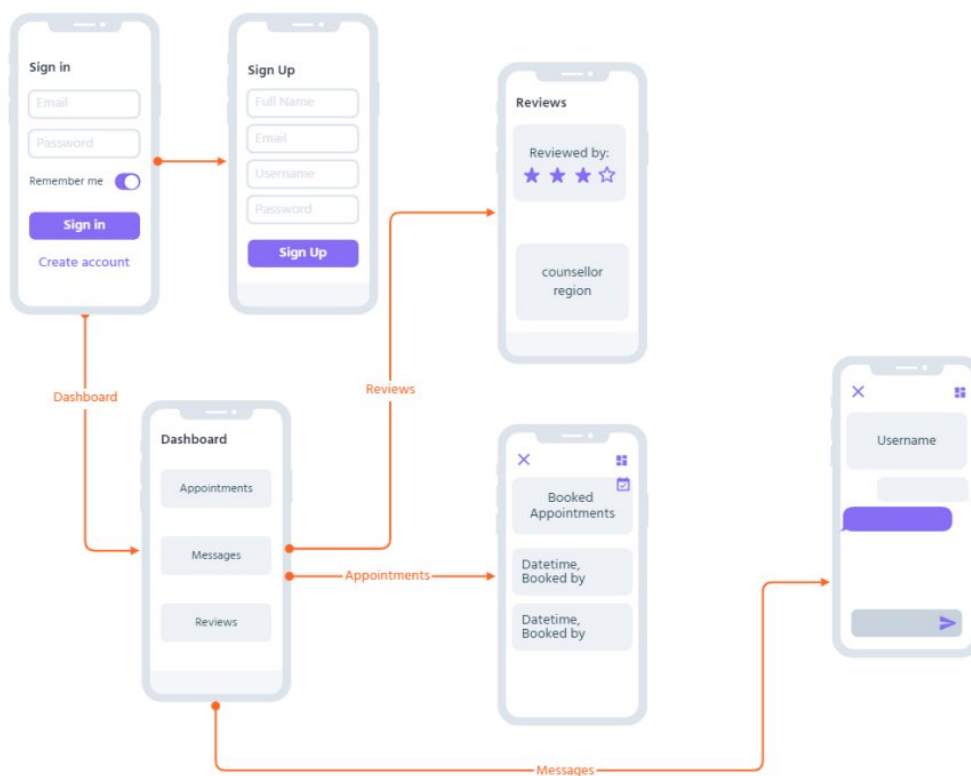 Sign in
Email
Password
Remember me
Sign in
Create account
Sign Up
Full Name
Email
Username
Password
Sign Up
Reviews
Reviewed by:
counsellor
region
Dashboard
Reviews
Dashboard
Appointments
Messages
Reviews
Appointments
Booked
Appointments
Datetime,
Booked by
Datetime,
Booked by
Username
Messages